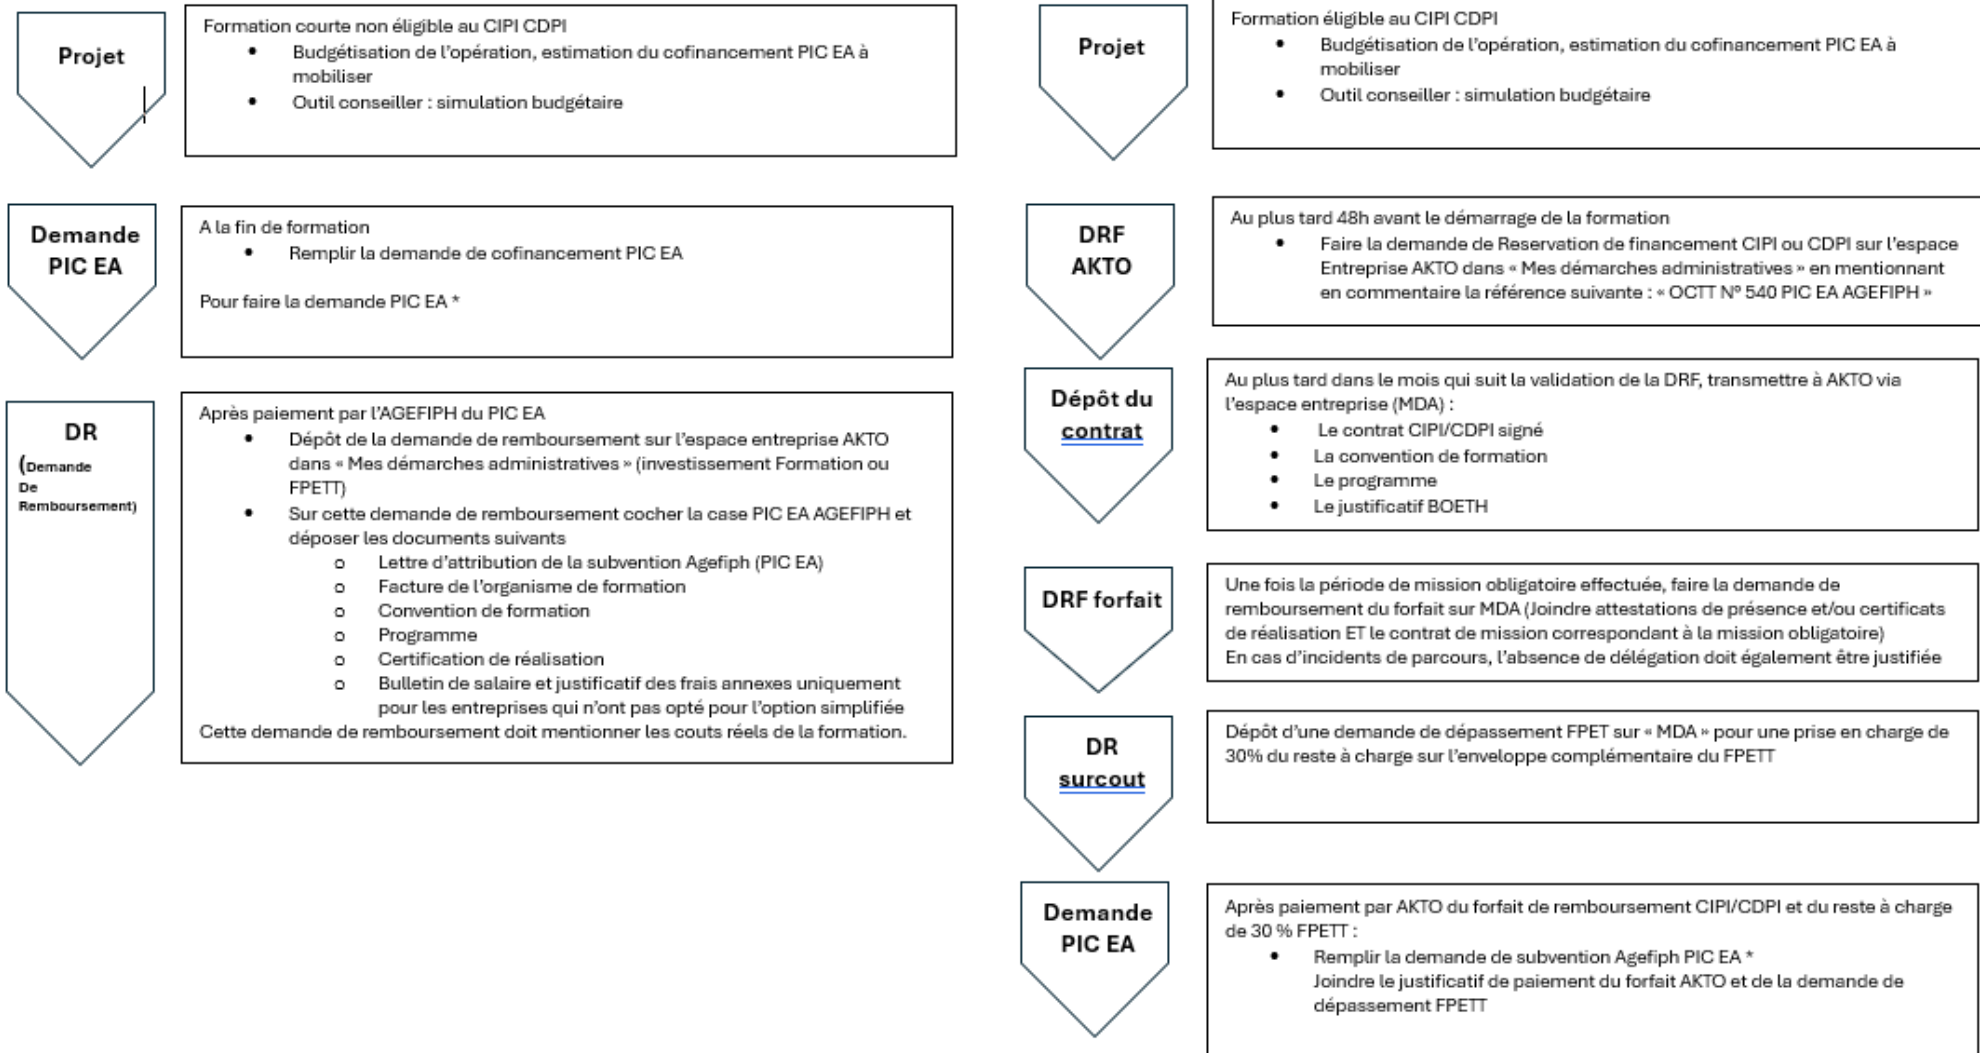 Projet
Formation courte non éligible au CIPI CDPI
• Budgétisation de l'opération, estimation du cofinancement PIC EA à
mobiliser
• Outil conseiller : simulation budgétaire
Demande
PIC EA
A la fin de formation
• Remplir la demande de cofinancement PIC EA
Pour faire la demande PIC EA *
DR
(Demande
De
Remboursement)
Après paiement par l'AGEFIPH du PIC EA
• Dépôt de la demande de remboursement sur l'espace entreprise AKTO
dans « Mes démarches administratives » (investissement Formation ou
FPETT)
• Sur cette demande de remboursement cocher la case PIC EA AGEFIPH et
déposer les documents suivants
o Lettre d'attribution de la subvention Agefiph (PIC EA)
o Facture de l'organisme de formation
o Convention de formation
o Programme
o Certification de réalisation
o Bulletin de salaire et justificatif des frais annexes uniquement
pour les entreprises qui n'ont pas opté pour l'option simplifiée
Cette demande de remboursement doit mentionner les couts réels de la formation.
Projet
Formation éligible au CIPI CDPI
• Budgétisation de l'opération, estimation du cofinancement PIC EA à
mobiliser
• Outil conseiller : simulation budgétaire
DRF
AKTO
Au plus tard 48h avant le démarrage de la formation
• Faire la demande de Reservation de financement CIPI ou CDPI sur l'espace
Entreprise AKTO dans « Mes démarches administratives » en mentionnant
en commentaire la référence suivante : « OCTT N° 540 PIC EA AGEFIPH »
Dépôt du
contrat
Au plus tard dans le mois qui suit la validation de la DRF, transmettre à AKTO via
l'espace entreprise (MDA) :
• Le contrat CIPI/CDPI signé
• La convention de formation
• Le programme
• Le justificatif BOETH
DRF forfait
Une fois la période de mission obligatoire effectuée, faire la demande de
remboursement du forfait sur MDA (Joindre attestations de présence et/ou certificats
de réalisation ET le contrat de mission correspondant à la mission obligatoire)
En cas d'incidents de parcours, l'absence de délégation doit également être justifiée
DR
surcout
Dépôt d'une demande de dépassement FPET sur « MDA » pour une prise en charge de
30% du reste à charge sur l'enveloppe complémentaire du FPETT
Demande
PIC EA
Après paiement par AKTO du forfait de remboursement CIPI/CDPI et du reste à charge
de 30 % FPETT :
• Remplir la demande de subvention Agefiph PIC EA *
Joindre le justificatif de paiement du forfait AKTO et de la demande de
dépassement FPETT